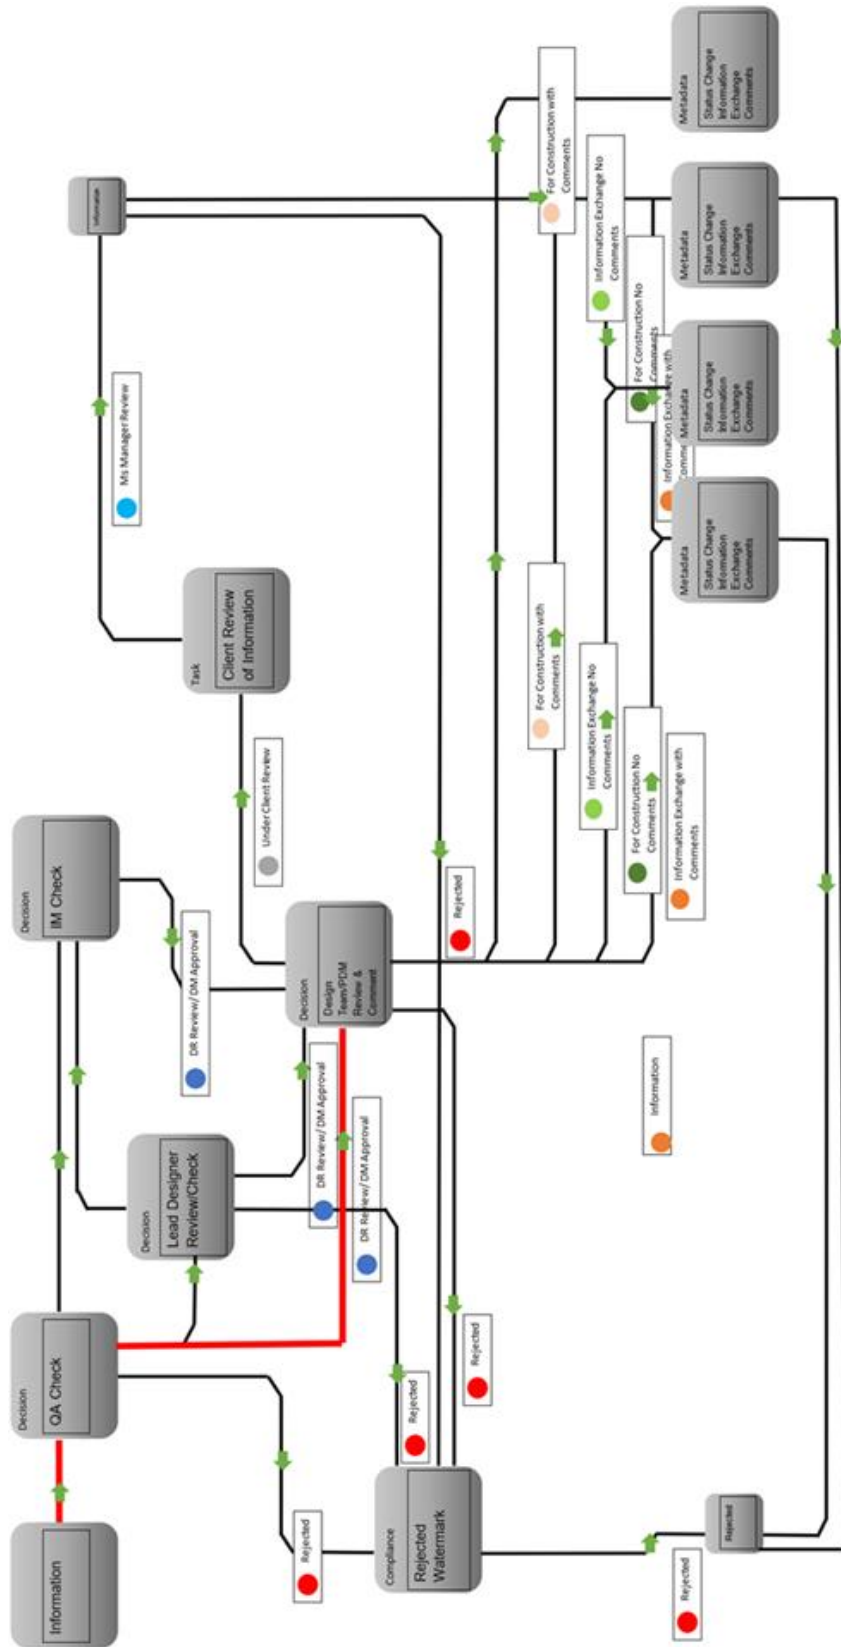 Information
Decision
QA Check
Decision
Lead Designer
Review/Check
Decision
IM Check
DR Review/ DM Approval
DR Review/ DM Approval
DR Review/ DM Approval
Decision
Design
Team/PDM
Review &
Comment
Under Client Review
Task
Client Review
of Information
Ms Manager Review
Information
Rejected
Rejected
Rejected
Rejected
Compliance
Rejected
Watermark
Rejected
Rejected
Information
For Construction with
Comments
Information Exchange No
Comments
For Construction No
Comments
Information Exchange with
Comments
For Construction with
Comments
Information Exchange No
Comments
For Construction No
Comments
Information Exchange with
Metadata
Status Change
Information
Exchange
Comments
Metadata
Status Change
Information
Exchange
Comments
Metadata
Status Change
Information
Exchange
Comments
Metadata
Status Change
Information
Exchange
Comments